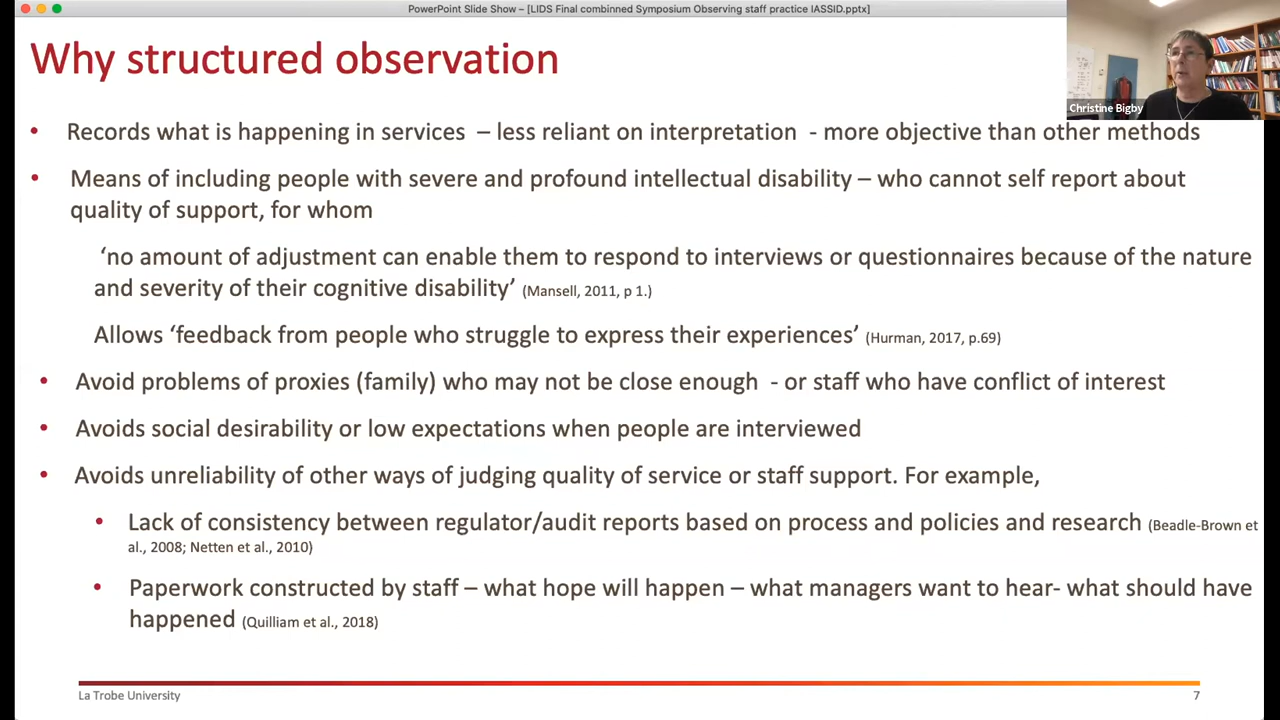 PowerPoint Slide Show – [LIDS Final combinned Symposium Observing staff practice IASSID.pptx]
Christine Bigby
Why structured observation
• Records what is happening in services – less reliant on interpretation - more objective than other methods
• Means of including people with severe and profound intellectual disability – who cannot self report about
quality of support, for whom
‘no amount of adjustment can enable them to respond to interviews or questionnaires because of the nature
and severity of their cognitive disability’ (Mansell, 2011, p 1.)
Allows ‘feedback from people who struggle to express their experiences’ (Hurman, 2017, p.69)
• Avoid problems of proxies (family) who may not be close enough - or staff who have conflict of interest
• Avoids social desirability or low expectations when people are interviewed
• Avoids unreliability of other ways of judging quality of service or staff support. For example,
• Lack of consistency between regulator/audit reports based on process and policies and research (Beadle-Brown et
al., 2008; Netten et al., 2010)
• Paperwork constructed by staff – what hope will happen – what managers want to hear- what should have
happened (Quilliam et al., 2018)
La Trobe University
7